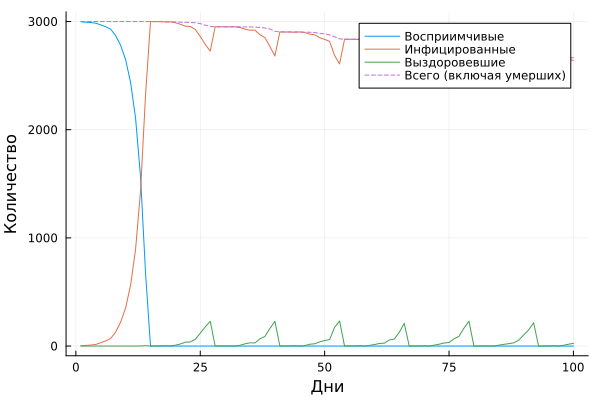 3000
2000
1000
0
Количество
Восприимчивые
Инфицированные
Выздоровевшие
Всего (включая умерших)
0 25 50 75 100
Дни